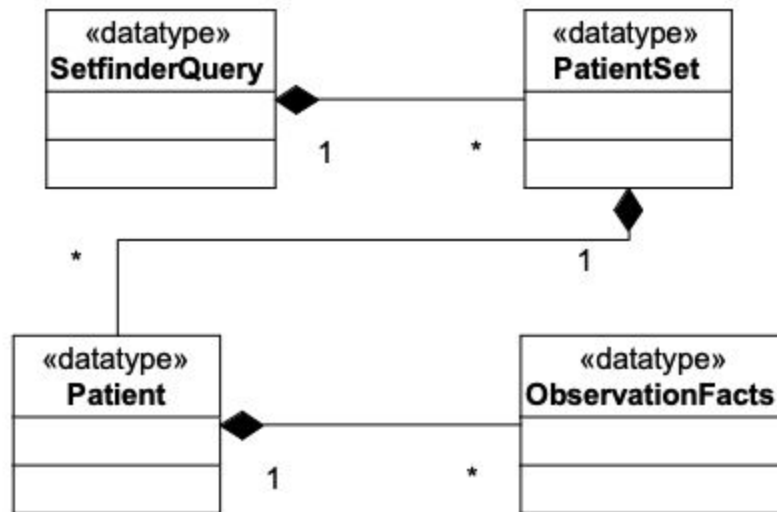 «datatype»
SetfinderQuery
«datatype»
PatientSet
1
*
*
1
«datatype»
Patient
«datatype»
ObservationFacts
1
*